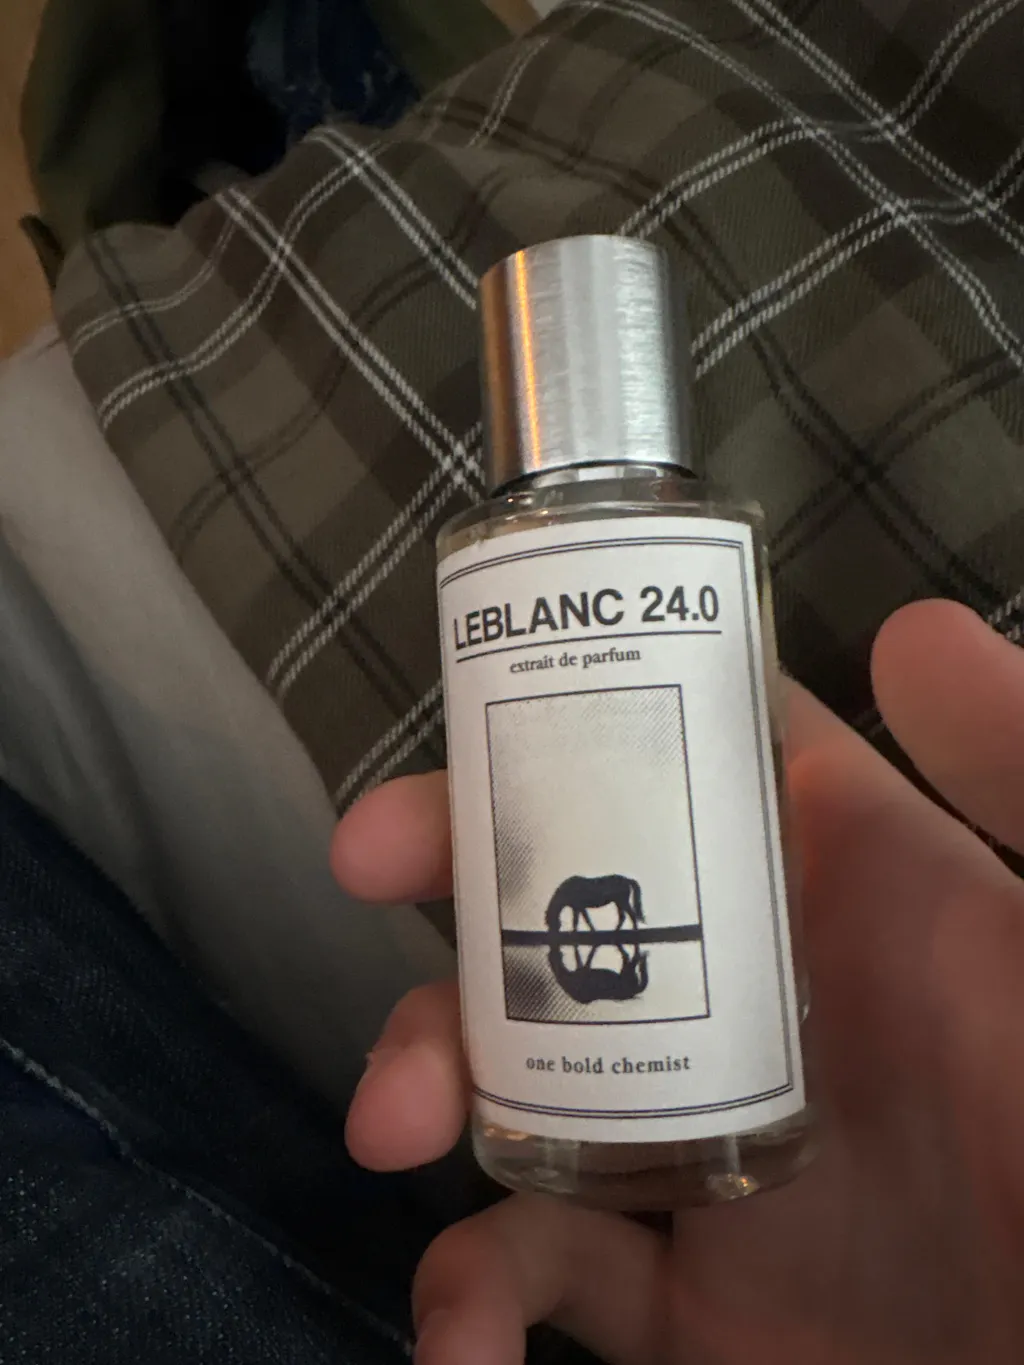 LEBLANC 24.0
extrait de parfum
one bold chemist